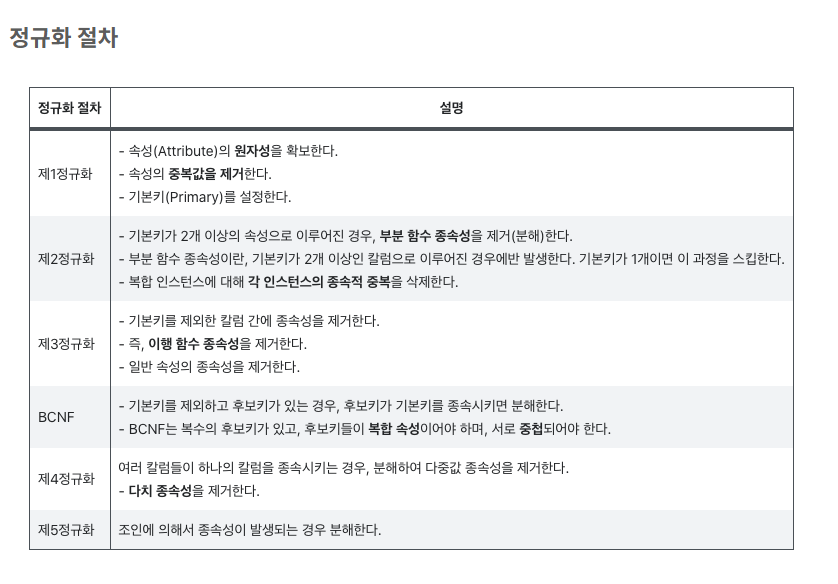 정규화 절차
정규화 절차 설명
제1정규화
- 속성(Attribute)의 원자성을 확보한다.
- 속성의 중복값을 제거한다.
- 기본키(Primary)를 설정한다.
제2정규화
- 기본키가 2개 이상의 속성으로 이루어진 경우, 부분 함수 종속성을 제거(분해)한다.
- 부분 함수 종속성이란, 기본키가 2개 이상인 칼럼으로 이루어진 경우에반 발생한다. 기본키가 1개이면 이 과정을 스킵한다.
- 복합 인스턴스에 대해 각 인스턴스의 종속적 중복을 삭제한다.
제3정규화
- 기본키를 제외한 칼럼 간에 종속성을 제거한다.
- 즉, 이행 함수 종속성을 제거한다.
- 일반 속성의 종속성을 제거한다.
BCNF
- 기본키를 제외하고 후보키가 있는 경우, 후보키가 기본키를 종속시키면 분해한다.
- BCNF는 복수의 후보키가 있고, 후보키들이 복합 속성이어야 하며, 서로 중첩되어야 한다.
제4정규화
여러 칼럼들이 하나의 칼럼을 종속시키는 경우, 분해하여 다중값 종속성을 제거한다.
- 다치 종속성을 제거한다.
제5정규화
조인에 의해서 종속성이 발생되는 경우 분해한다.